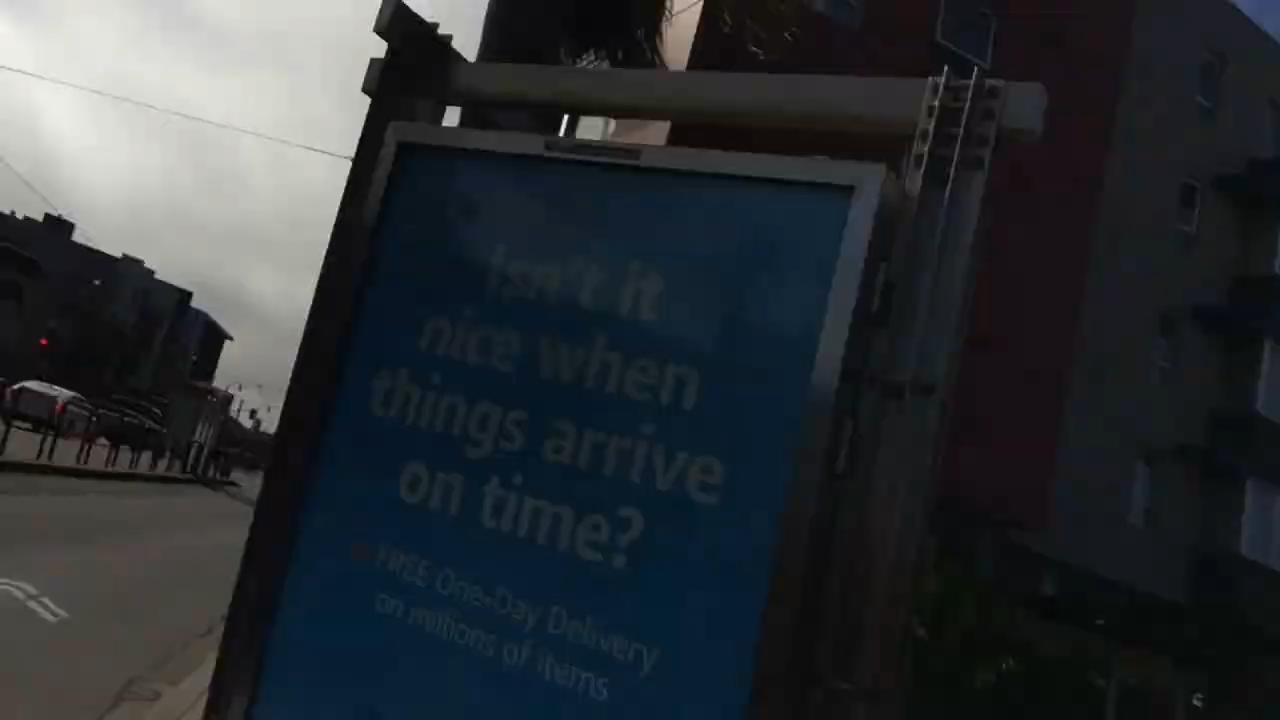 Isn't it
nice when
things arrive
on time?
FREE One-Day Delivery
on millions of items